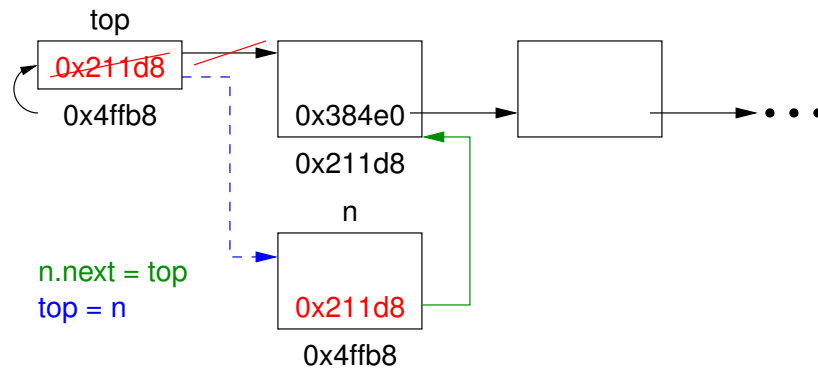 top
0x211d8
0x4ffb8
0x384e0
0x211d8
n
0x211d8
0x4ffb8
n.next = top
top = n